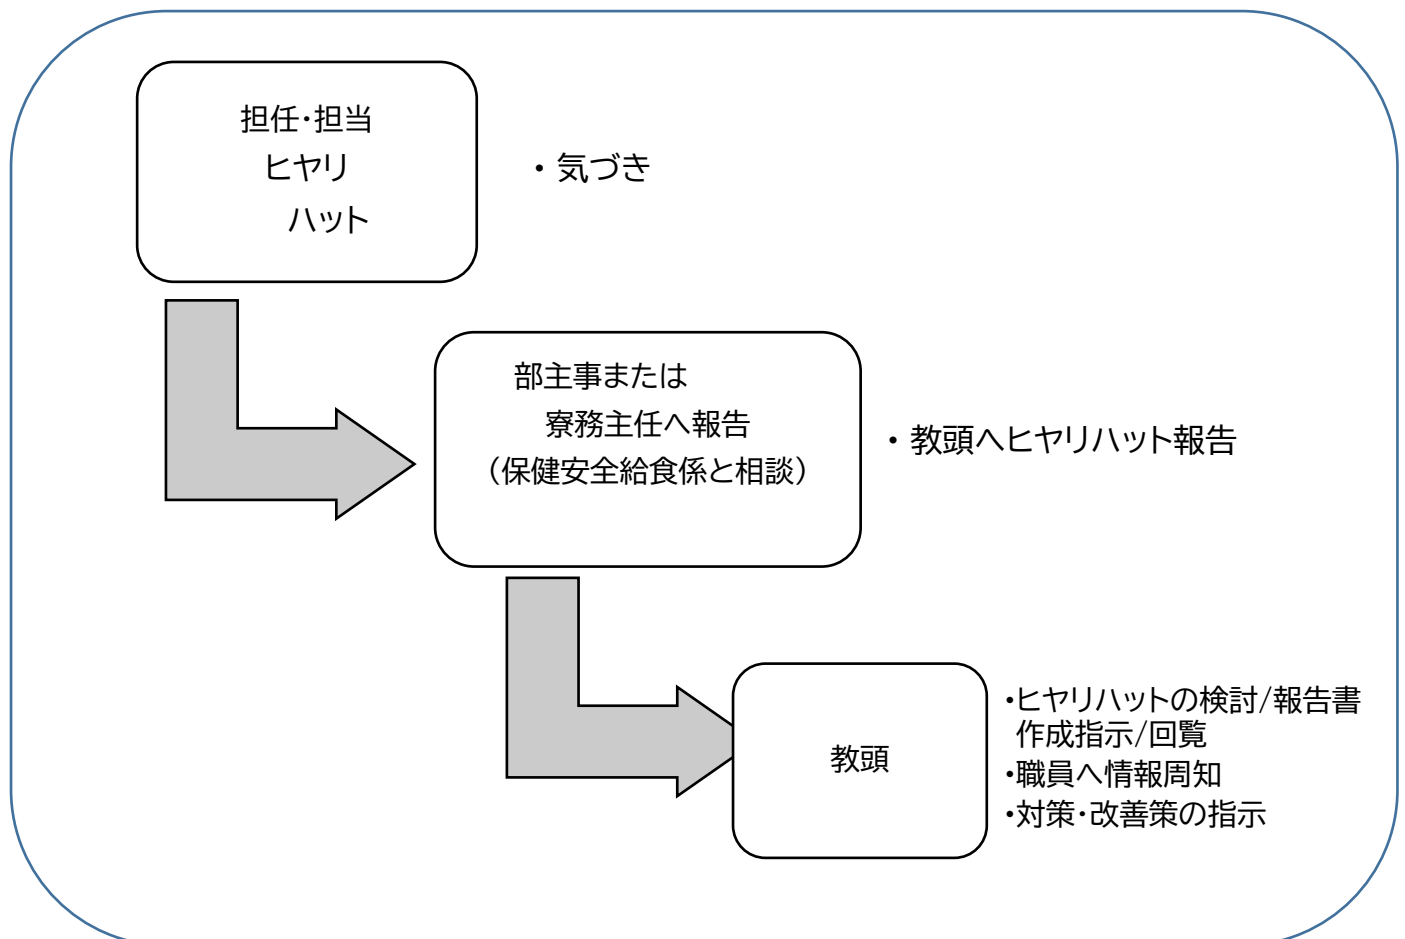 担任・担当
ヒヤリ
ハット
・気づき
部主事または
寮務主任へ報告
（保健安全給食係と相談）
・教頭へヒヤリハット報告
教頭
・ヒヤリハットの検討/報告書
作成指示/回覧
・職員へ情報周知
・対策・改善策の指示